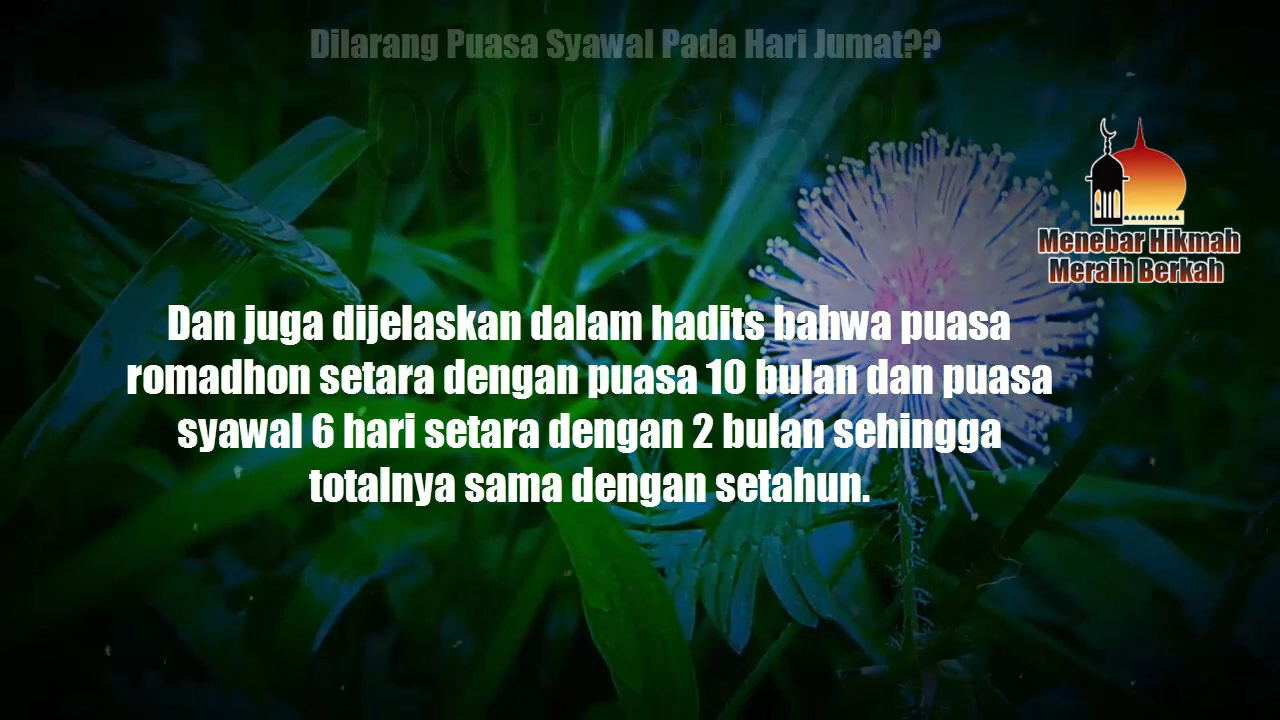 Dilarang Puasa Syawal Pada Hari Jumat??
Menebar Hikmah
Meraih Berkah
Dan juga dijelaskan dalam hadits bahwa puasa
romadhon setara dengan puasa 10 bulan dan puasa
syawal 6 hari setara dengan 2 bulan sehingga
totalnya sama dengan setahun.